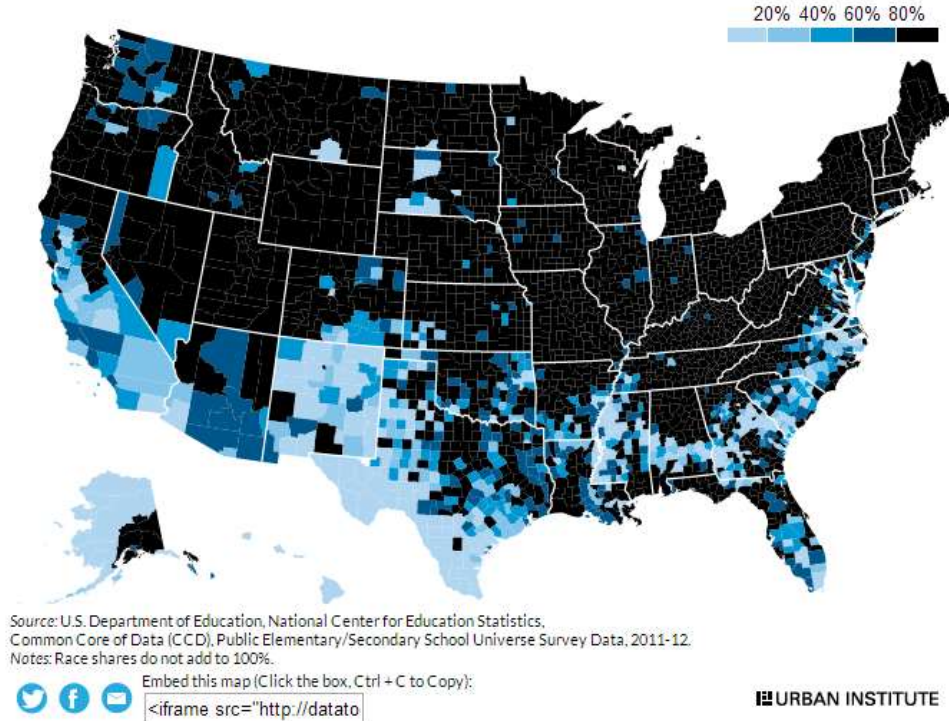 20% 40% 60% 80%
Source: U.S. Department of Education, National Center for Education Statistics,
Common Core of Data (CCD), Public Elementary/Secondary School Universe Survey Data, 2011-12.
Notes: Race shares do not add to 100%.
Embed this map (Click the box, Ctrl + C to Copy):
<iframe src="http://datato
URBAN INSTITUTE